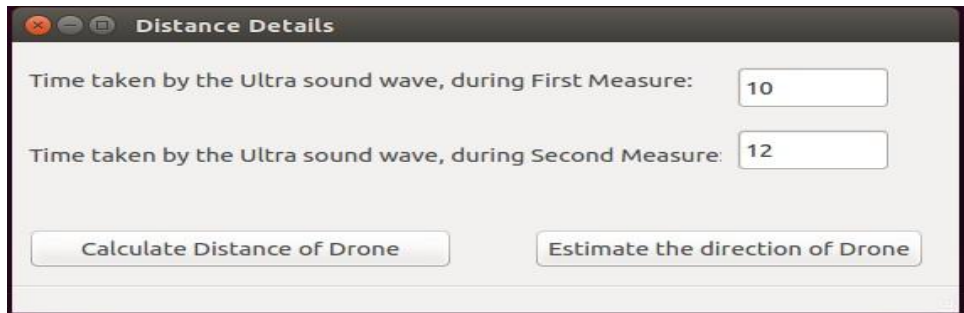 Distance Details
Time taken by the Ultra sound wave, during First Measure: 10
Time taken by the Ultra sound wave, during Second Measure: 12
Calculate Distance of Drone Estimate the direction of Drone